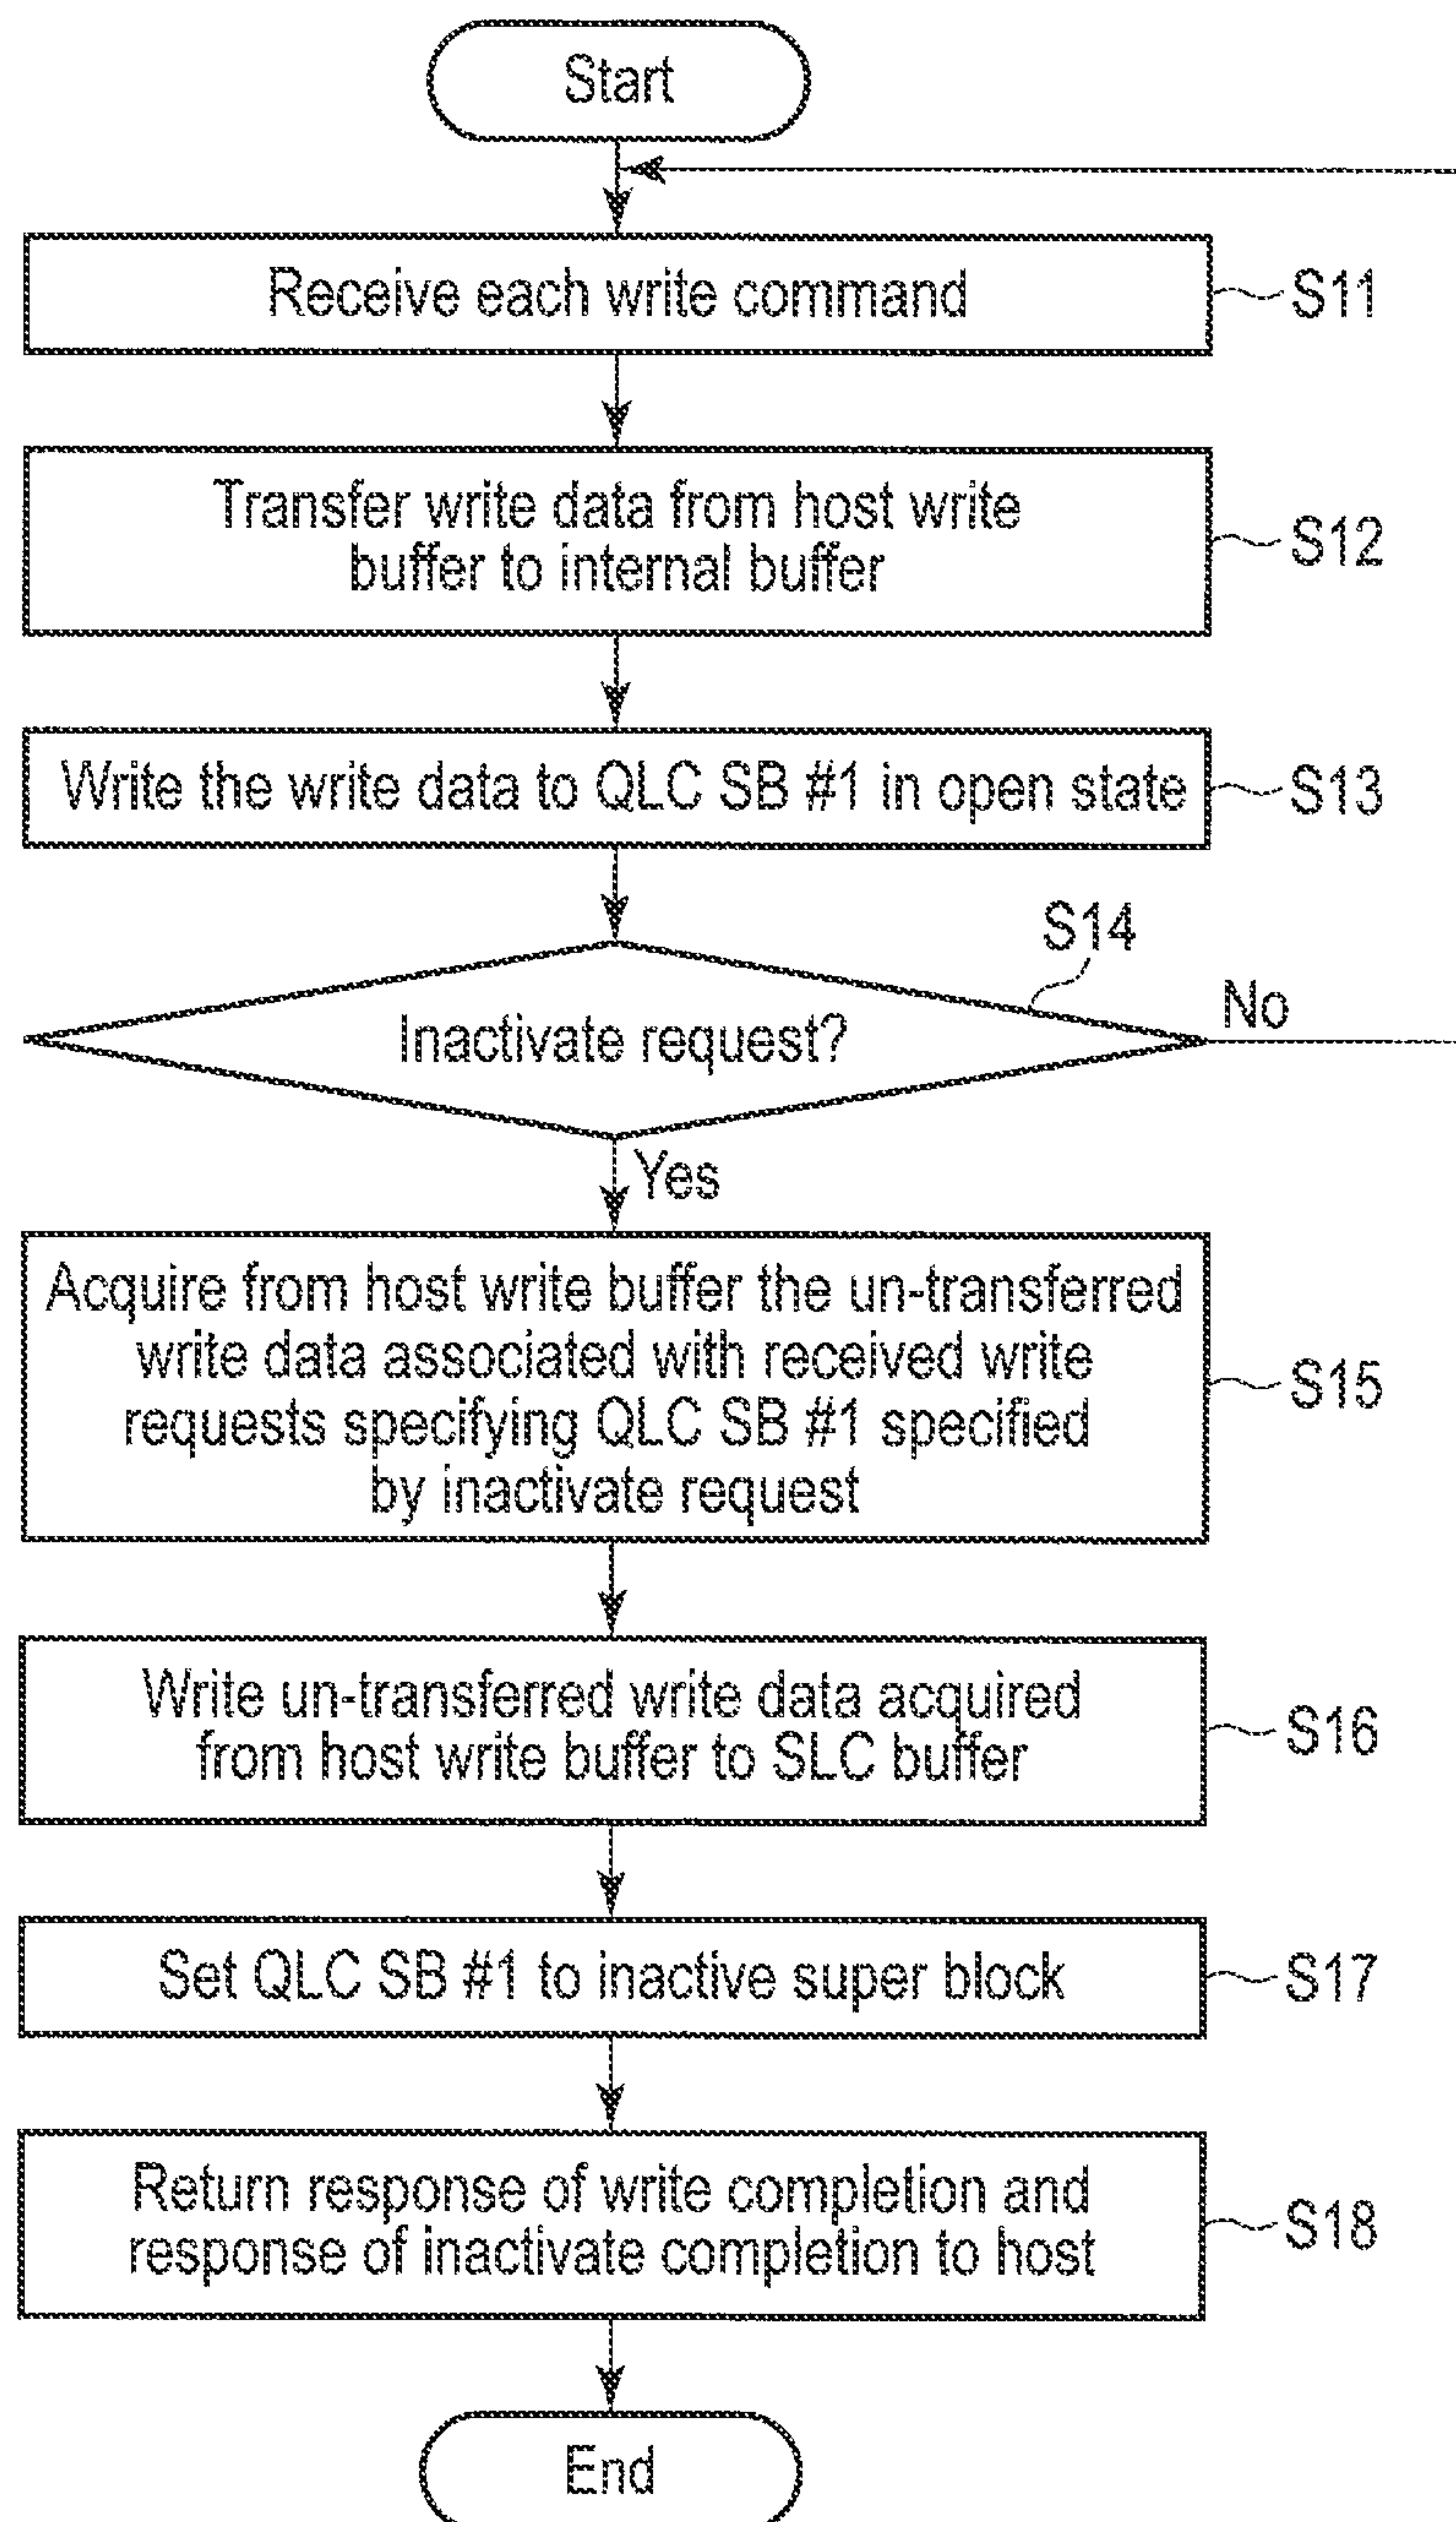 Start
Receive each write command
S11
Transfer write data from host write
buffer to internal buffer
S12
Write the write data to QLC SB #1 in open state
S13
S14
Inactivate request?
No
Yes
Acquire from host write buffer the un-transferred
write data associated with received write
requests specifying QLC SB #1 specified
by inactivate request
S15
Write un-transferred write data acquired
from host write buffer to SLC buffer
S16
Set QLC SB #1 to inactive super block
S17
Return response of write completion and
response of inactivate completion to host
S18
End